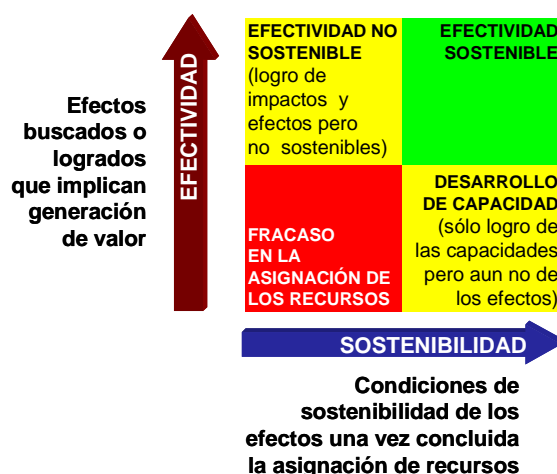 Efectos
buscados o
logrados
que implican
generación
de valor
EFECTIVIDAD
EFECTIVIDAD NO
SOSTENIBLE
(logro de
impactos y
efectos pero
no sostenibles)
EFECTIVIDAD
SOSTENIBLE
FRACASO
EN LA
ASIGNACIÓN DE
LOS RECURSOS
DESARROLLO
DE CAPACIDAD
(sólo logro de
las capacidades
pero aun no de
los efectos)
SOSTENIBILIDAD
Condiciones de
sostenibilidad de los
efectos una vez concluida
la asignación de recursos